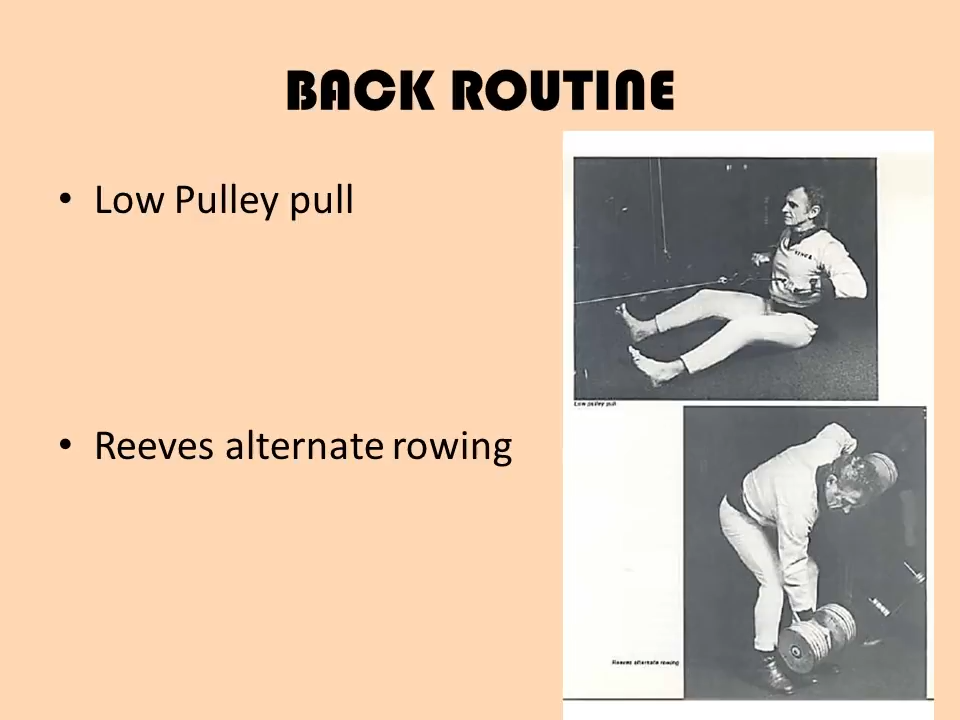 BACK ROUTINE
• Low Pulley pull
Low pulley pull
• Reeves alternate rowing
Reeves alternate rowing